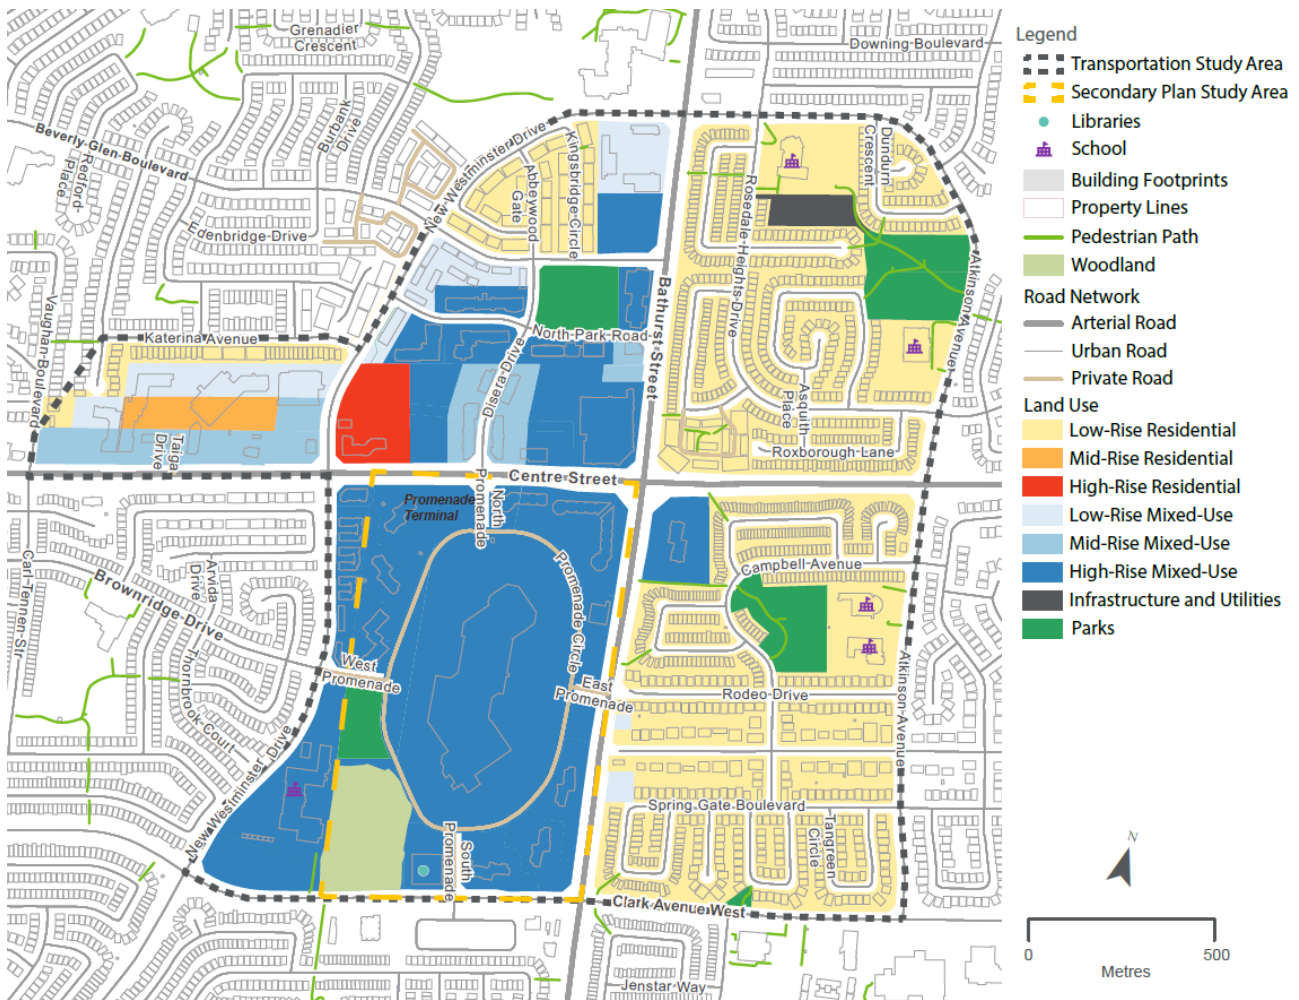 Grenadier
Crescent
Downing Boulevard
Beverly-Glen-Boulevard
Redford
Place
Burbank
Drive
New-Westminster-Drive
Kingsbridge-Circle
Abbeywood
Gate
Edenbridge-Drive
Dundurn
Crescent
Rosedale-Heights-Drive
Atkinson-Avenue
Vaughan-Boulevard
Katerina Avenue
North-Park-Road
Bathurst-Street
Disera-Drive
Asquith
Place
Roxborough-Lane
Taiga
Drive
Centre Street
Promenade
Terminal
North
Promenade
Carl-Tennen-Str
Arvida
Drive
Brownridge-Drive
Thornbrook-Court
Campbell-Avenue
Promenade Circle
West
Promenade
East
Promenade
Rodeo-Drive
Atkinson-Avenue
New-Westminster-Drive
Spring Gate-Boulevard
Tangreen
Circle
South
Promenade
Clark Avenue West
Jenstar-Way
Legend
Transportation Study Area
Secondary Plan Study Area
Libraries
School
Building Footprints
Property Lines
Pedestrian Path
Woodland
Road Network
Arterial Road
Urban Road
Private Road
Land Use
Low-Rise Residential
Mid-Rise Residential
High-Rise Residential
Low-Rise Mixed-Use
Mid-Rise Mixed-Use
High-Rise Mixed-Use
Infrastructure and Utilities
Parks
N
0 500
Metres